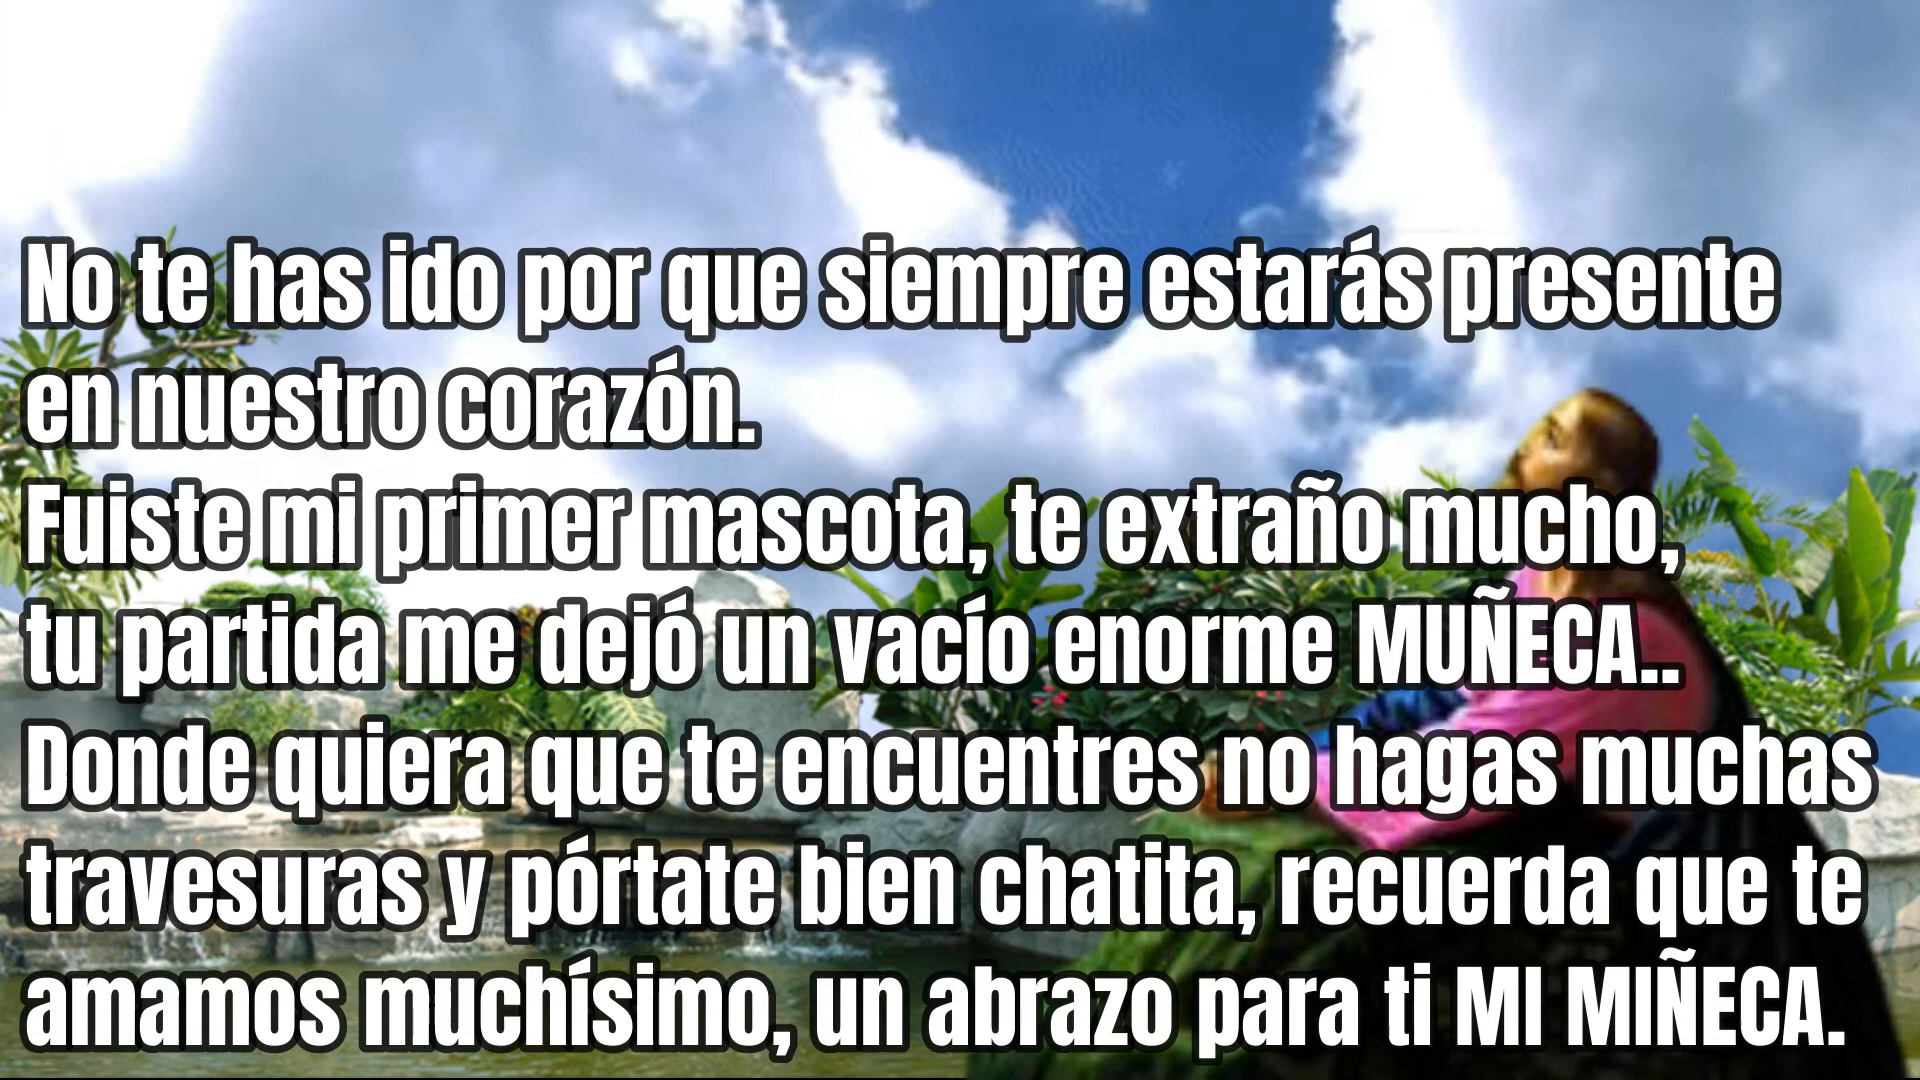 No te has ido por que siempre estarás presente
en nuestro corazón.
Fuiste mi primer mascota, te extraño mucho,
tu partida me dejó un vacío enorme MUÑECA..
Donde quiera que te encuentres no hagas muchas
travesuras y pórtate bien chatita, recuerda que te
amamos muchísimo, un abrazo para ti MI MIÑECA.